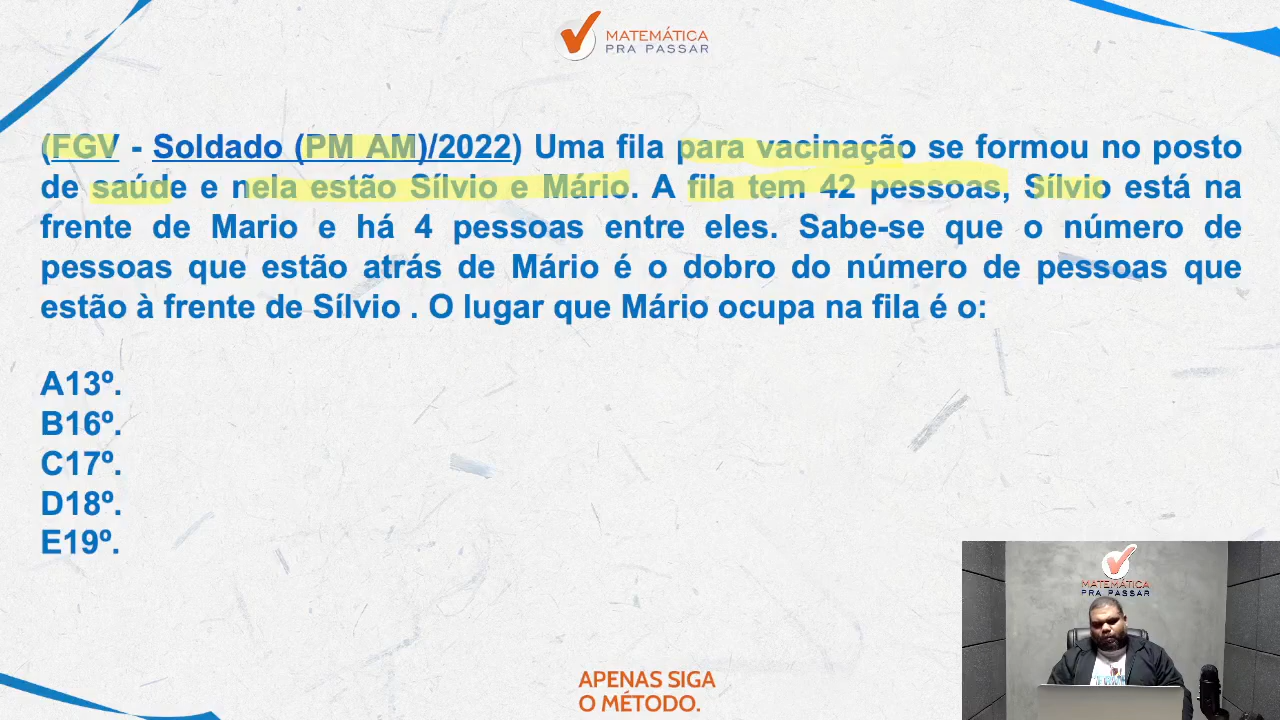 MATEMÁTICA
PRA PASSAR
(FGV - Soldado (PM AM)/2022) Uma fila para vacinação se formou no posto
de saúde e nela estão Sílvio e Mário. A fila tem 42 pessoas, Sílvio está na
frente de Mario e há 4 pessoas entre eles. Sabe-se que o número de
pessoas que estão atrás de Mário é o dobro do número de pessoas que
estão à frente de Sílvio . O lugar que Mário ocupa na fila é o:
A13º.
B16º.
C17º.
D18º.
E19º.
MATEMÁTICA
PRA PASSAR
APENAS SIGA
O MÉTODO.